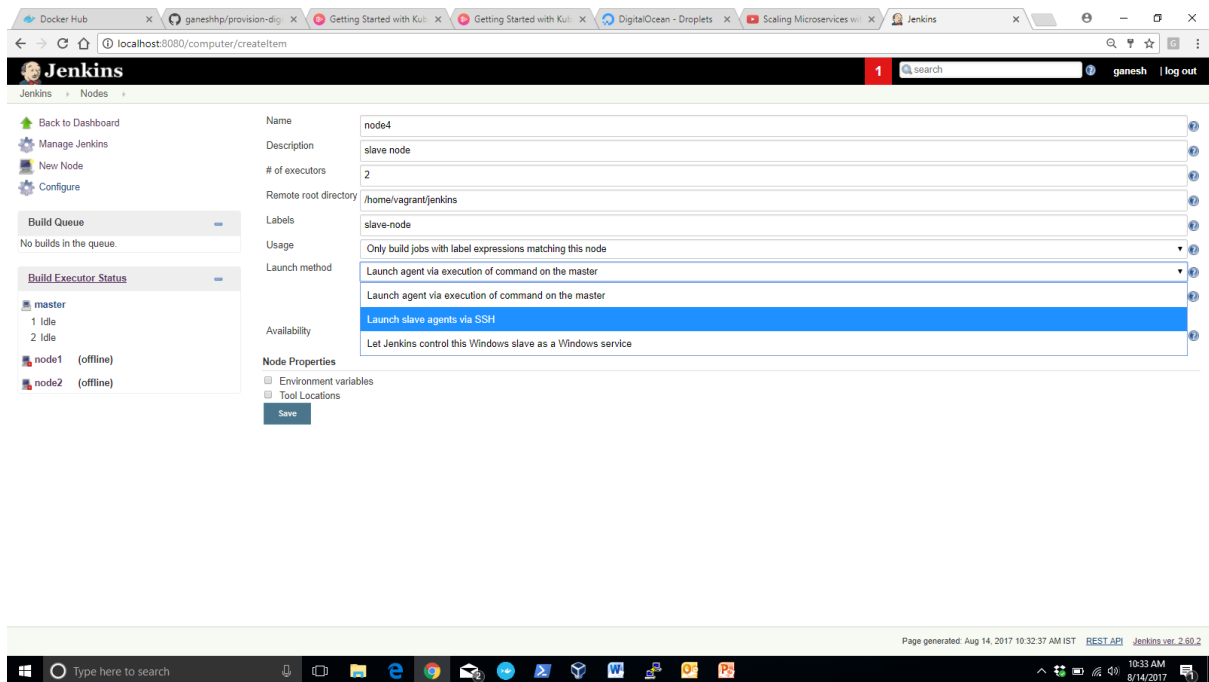 Docker Hub
ganeshhp/provision-dig
Getting Started with Kub
Getting Started with Kub
DigitalOcean - Droplets
Scaling Microservices wi
Jenkins
localhost:8080/computer/createItem
Jenkins
1
search
ganesh | log out
Jenkins
Nodes
Back to Dashboard
Manage Jenkins
New Node
Configure
Build Queue
No builds in the queue.
Build Executor Status
master
1 Idle
2 Idle
node1 (offline)
node2 (offline)
Name
node4
Description
slave node
# of executors
2
Remote root directory
/home/vagrant/jenkins
Labels
slave-node
Usage
Only build jobs with label expressions matching this node
Launch method
Launch agent via execution of command on the master
Launch agent via execution of command on the master
Launch slave agents via SSH
Let Jenkins control this Windows slave as a Windows service
Availability
Node Properties
Environment variables
Tool Locations
Save
Page generated: Aug 14, 2017 10:32:37 AM IST REST API Jenkins ver. 2.60.2
Type here to search
2
10:33 AM
8/14/2017